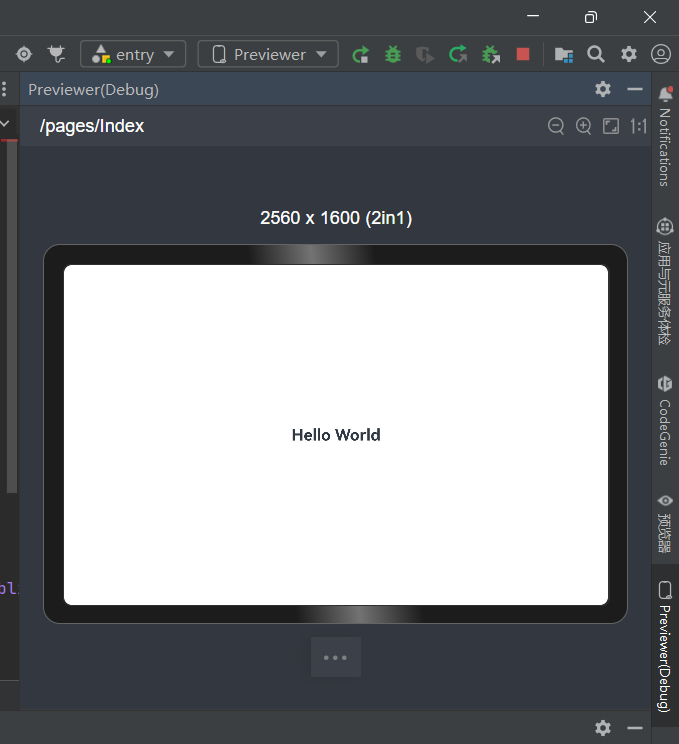 entry
Previewer
Previewer(Debug)
/pages/Index
1:1
2560 x 1600 (2in1)
Hello World
Notifications
应用与元服务体检
CodeGenie
预览器
Previewer(Debug)